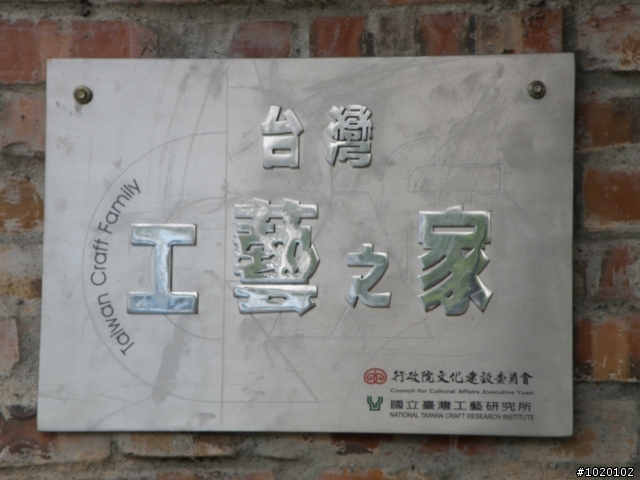 台灣
工藝之家
Taiwan Craft Family
行政院文化建設委員會
Council for Cultural Affairs, Executive Yuan
國立臺灣工藝研究所
NATIONAL TAIWAN CRAFT RESEARCH INSTITUTE
#1020102